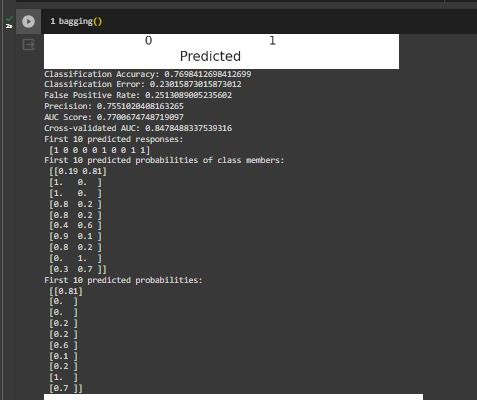 2s
1 bagging()
0 1
Predicted
Classification Accuracy: 0.7698412698412699
Classification Error: 0.23015873015873012
False Positive Rate: 0.2513089005235602
Precision: 0.7551020408163265
AUC Score: 0.7700674748719097
Cross-validated AUC: 0.8478488337539316
First 10 predicted responses:
[1 0 0 0 0 1 0 0 1 1]
First 10 predicted probabilities of class members:
[[0.19 0.81]
[1. 0. ]
[1. 0. ]
[0.8 0.2 ]
[0.8 0.2 ]
[0.4 0.6 ]
[0.9 0.1 ]
[0.8 0.2 ]
[0. 1. ]
[0.3 0.7 ]]
First 10 predicted probabilities:
[[0.81]
[0. ]
[0. ]
[0.2 ]
[0.2 ]
[0.6 ]
[0.1 ]
[0.2 ]
[1. ]
[0.7 ]]